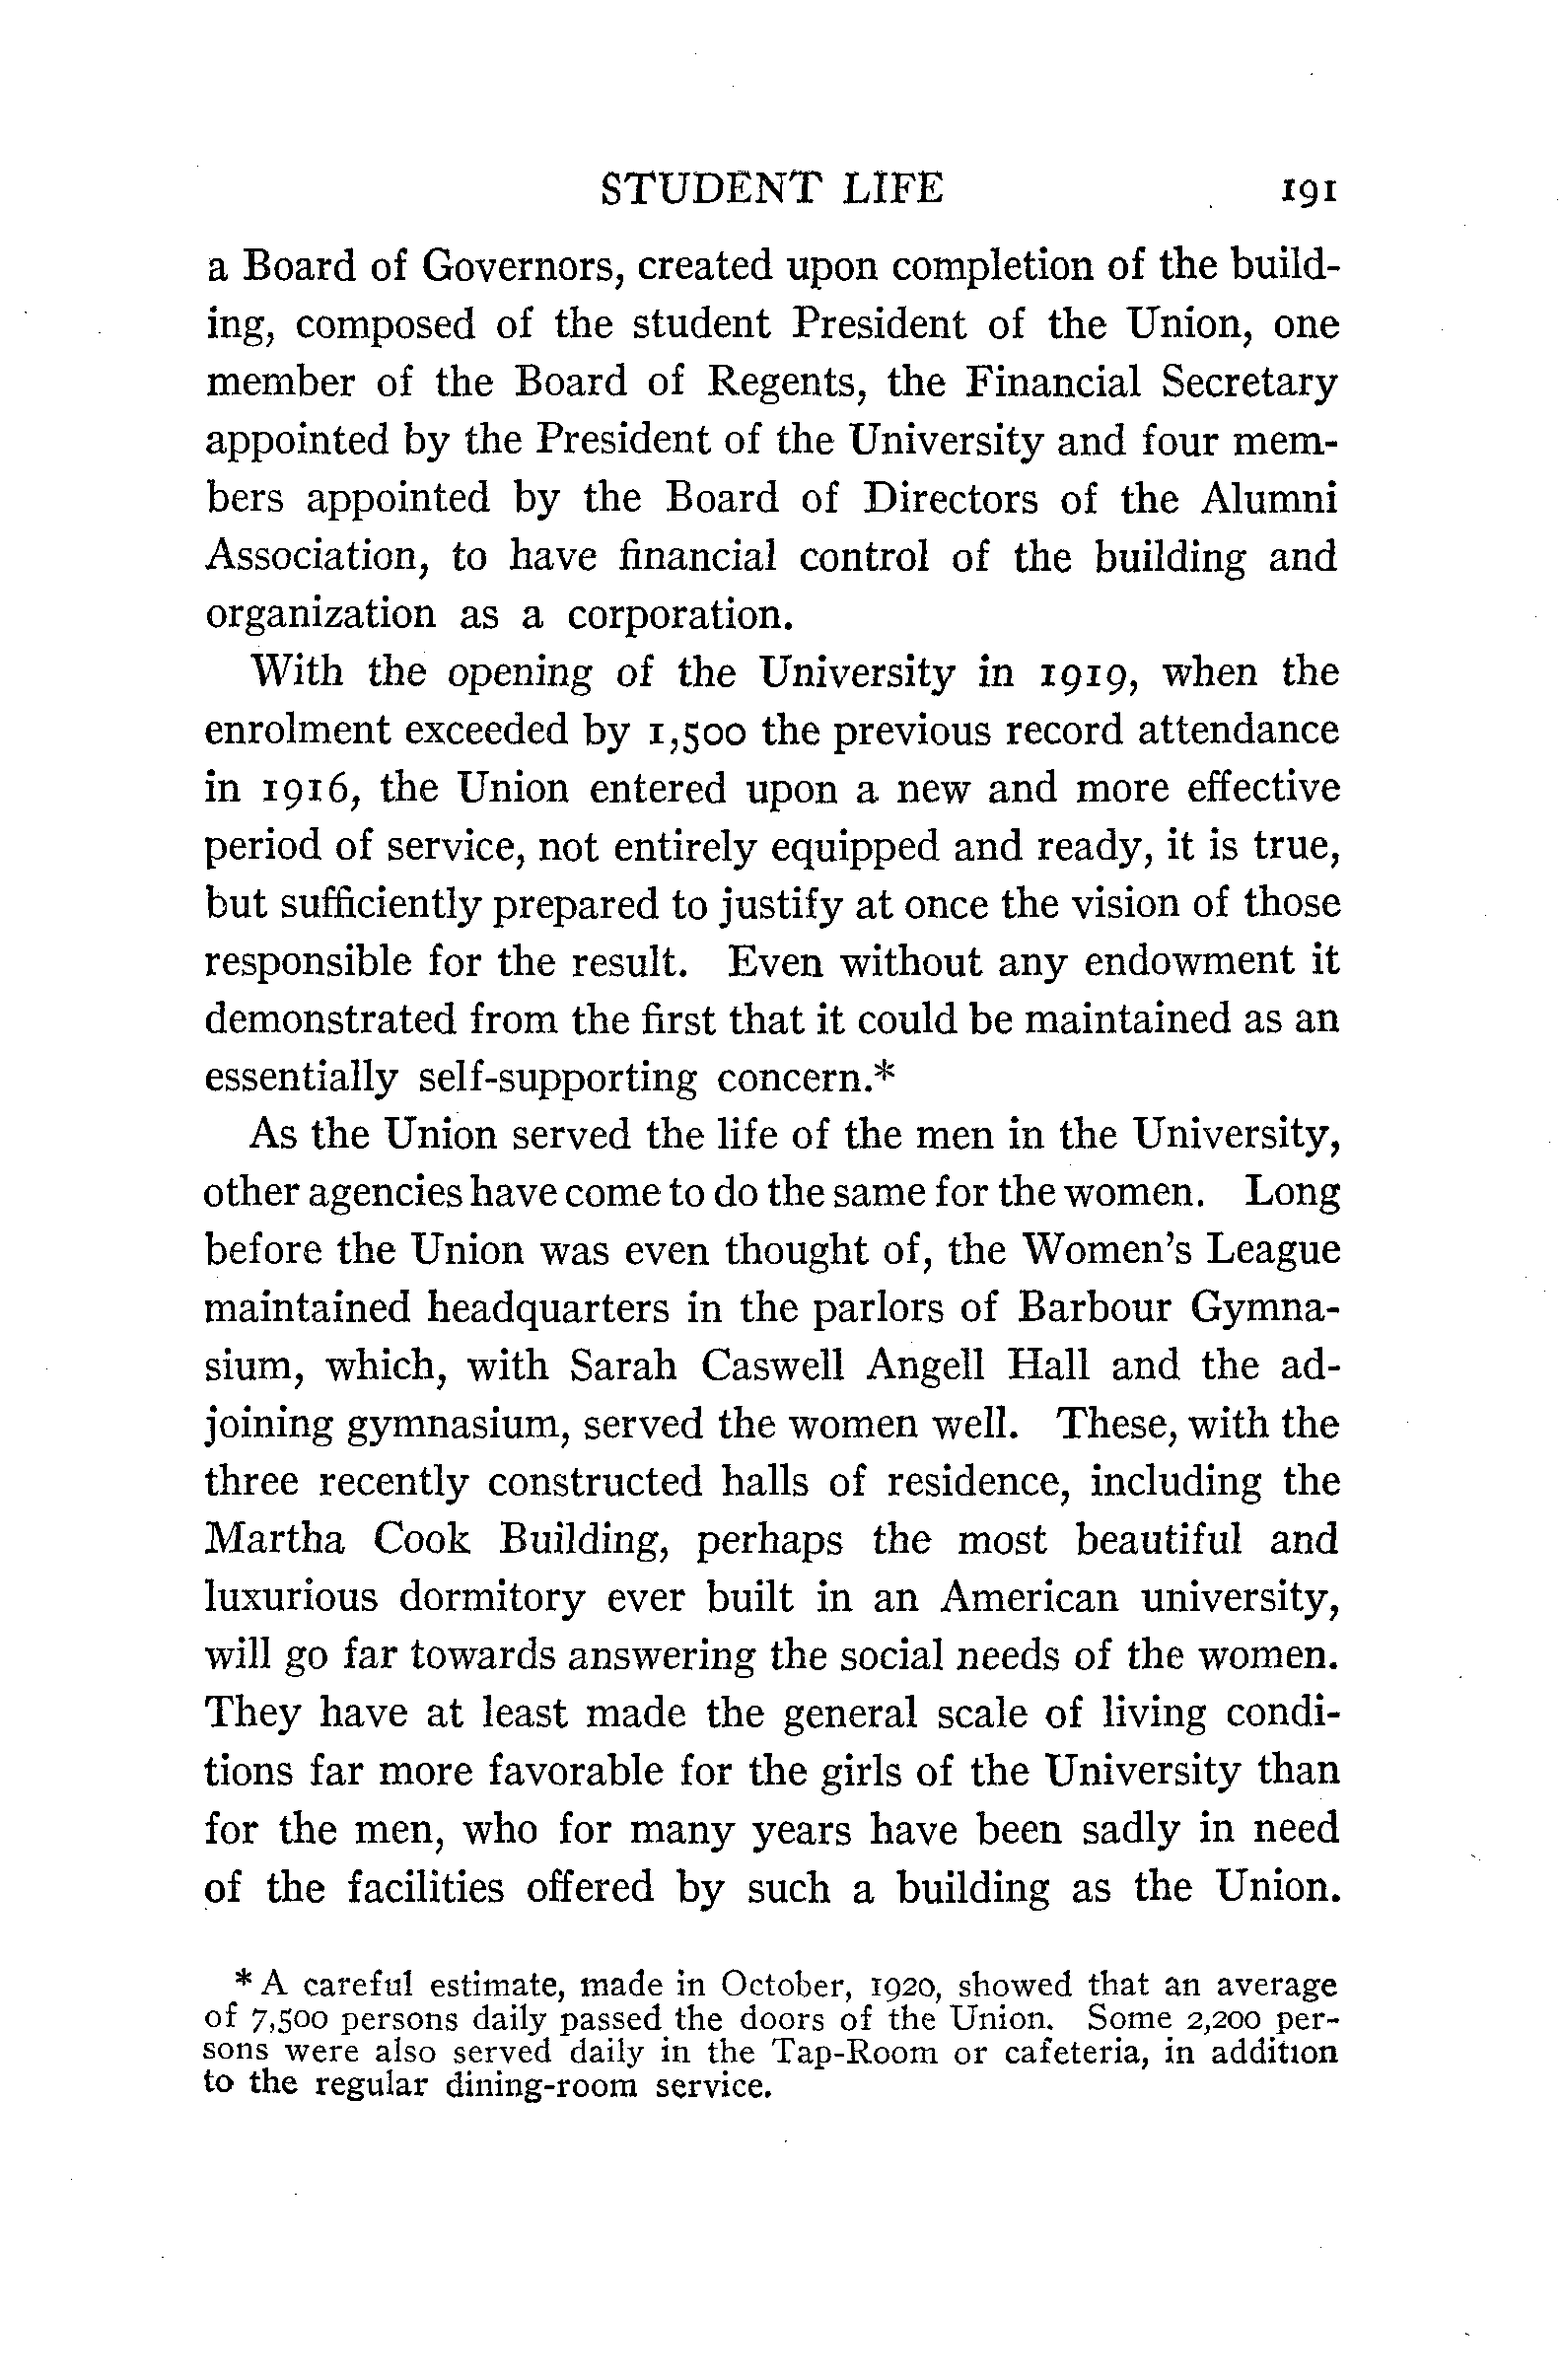 STUDENT LIFE 191
a Board of Governors, created upon completion of the build-
ing, composed of the student President of the Union, one
member of the Board of Regents, the Financial Secretary
appointed by the President of the University and four mem-
bers appointed by the Board of Directors of the Alumni
Association, to have financial control of the building and
organization as a corporation.
With the opening of the University in 1919, when the
enrolment exceeded by 1,500 the previous record attendance
in 1916, the Union entered upon a new and more effective
period of service, not entirely equipped and ready, it is true,
but sufficiently prepared to justify at once the vision of those
responsible for the result. Even without any endowment it
demonstrated from the first that it could be maintained as an
essentially self-supporting concern.*
As the Union served the life of the men in the University,
other agencies have come to do the same for the women. Long
before the Union was even thought of, the Women's League
maintained headquarters in the parlors of Barbour Gymna-
sium, which, with Sarah Caswell Angell Hall and the ad-
joining gymnasium, served the women well. These, with the
three recently constructed halls of residence, including the
Martha Cook Building, perhaps the most beautiful and
luxurious dormitory ever built in an American university,
will go far towards answering the social needs of the women.
They have at least made the general scale of living condi-
tions far more favorable for the girls of the University than
for the men, who for many years have been sadly in need
of the facilities offered by such a building as the Union.
* A careful estimate, made in October, 1920, showed that an average
of 7,500 persons daily passed the doors of the Union. Some 2,200 per-
sons were also served daily in the Tap-Room or cafeteria, in addition
to the regular dining-room service.